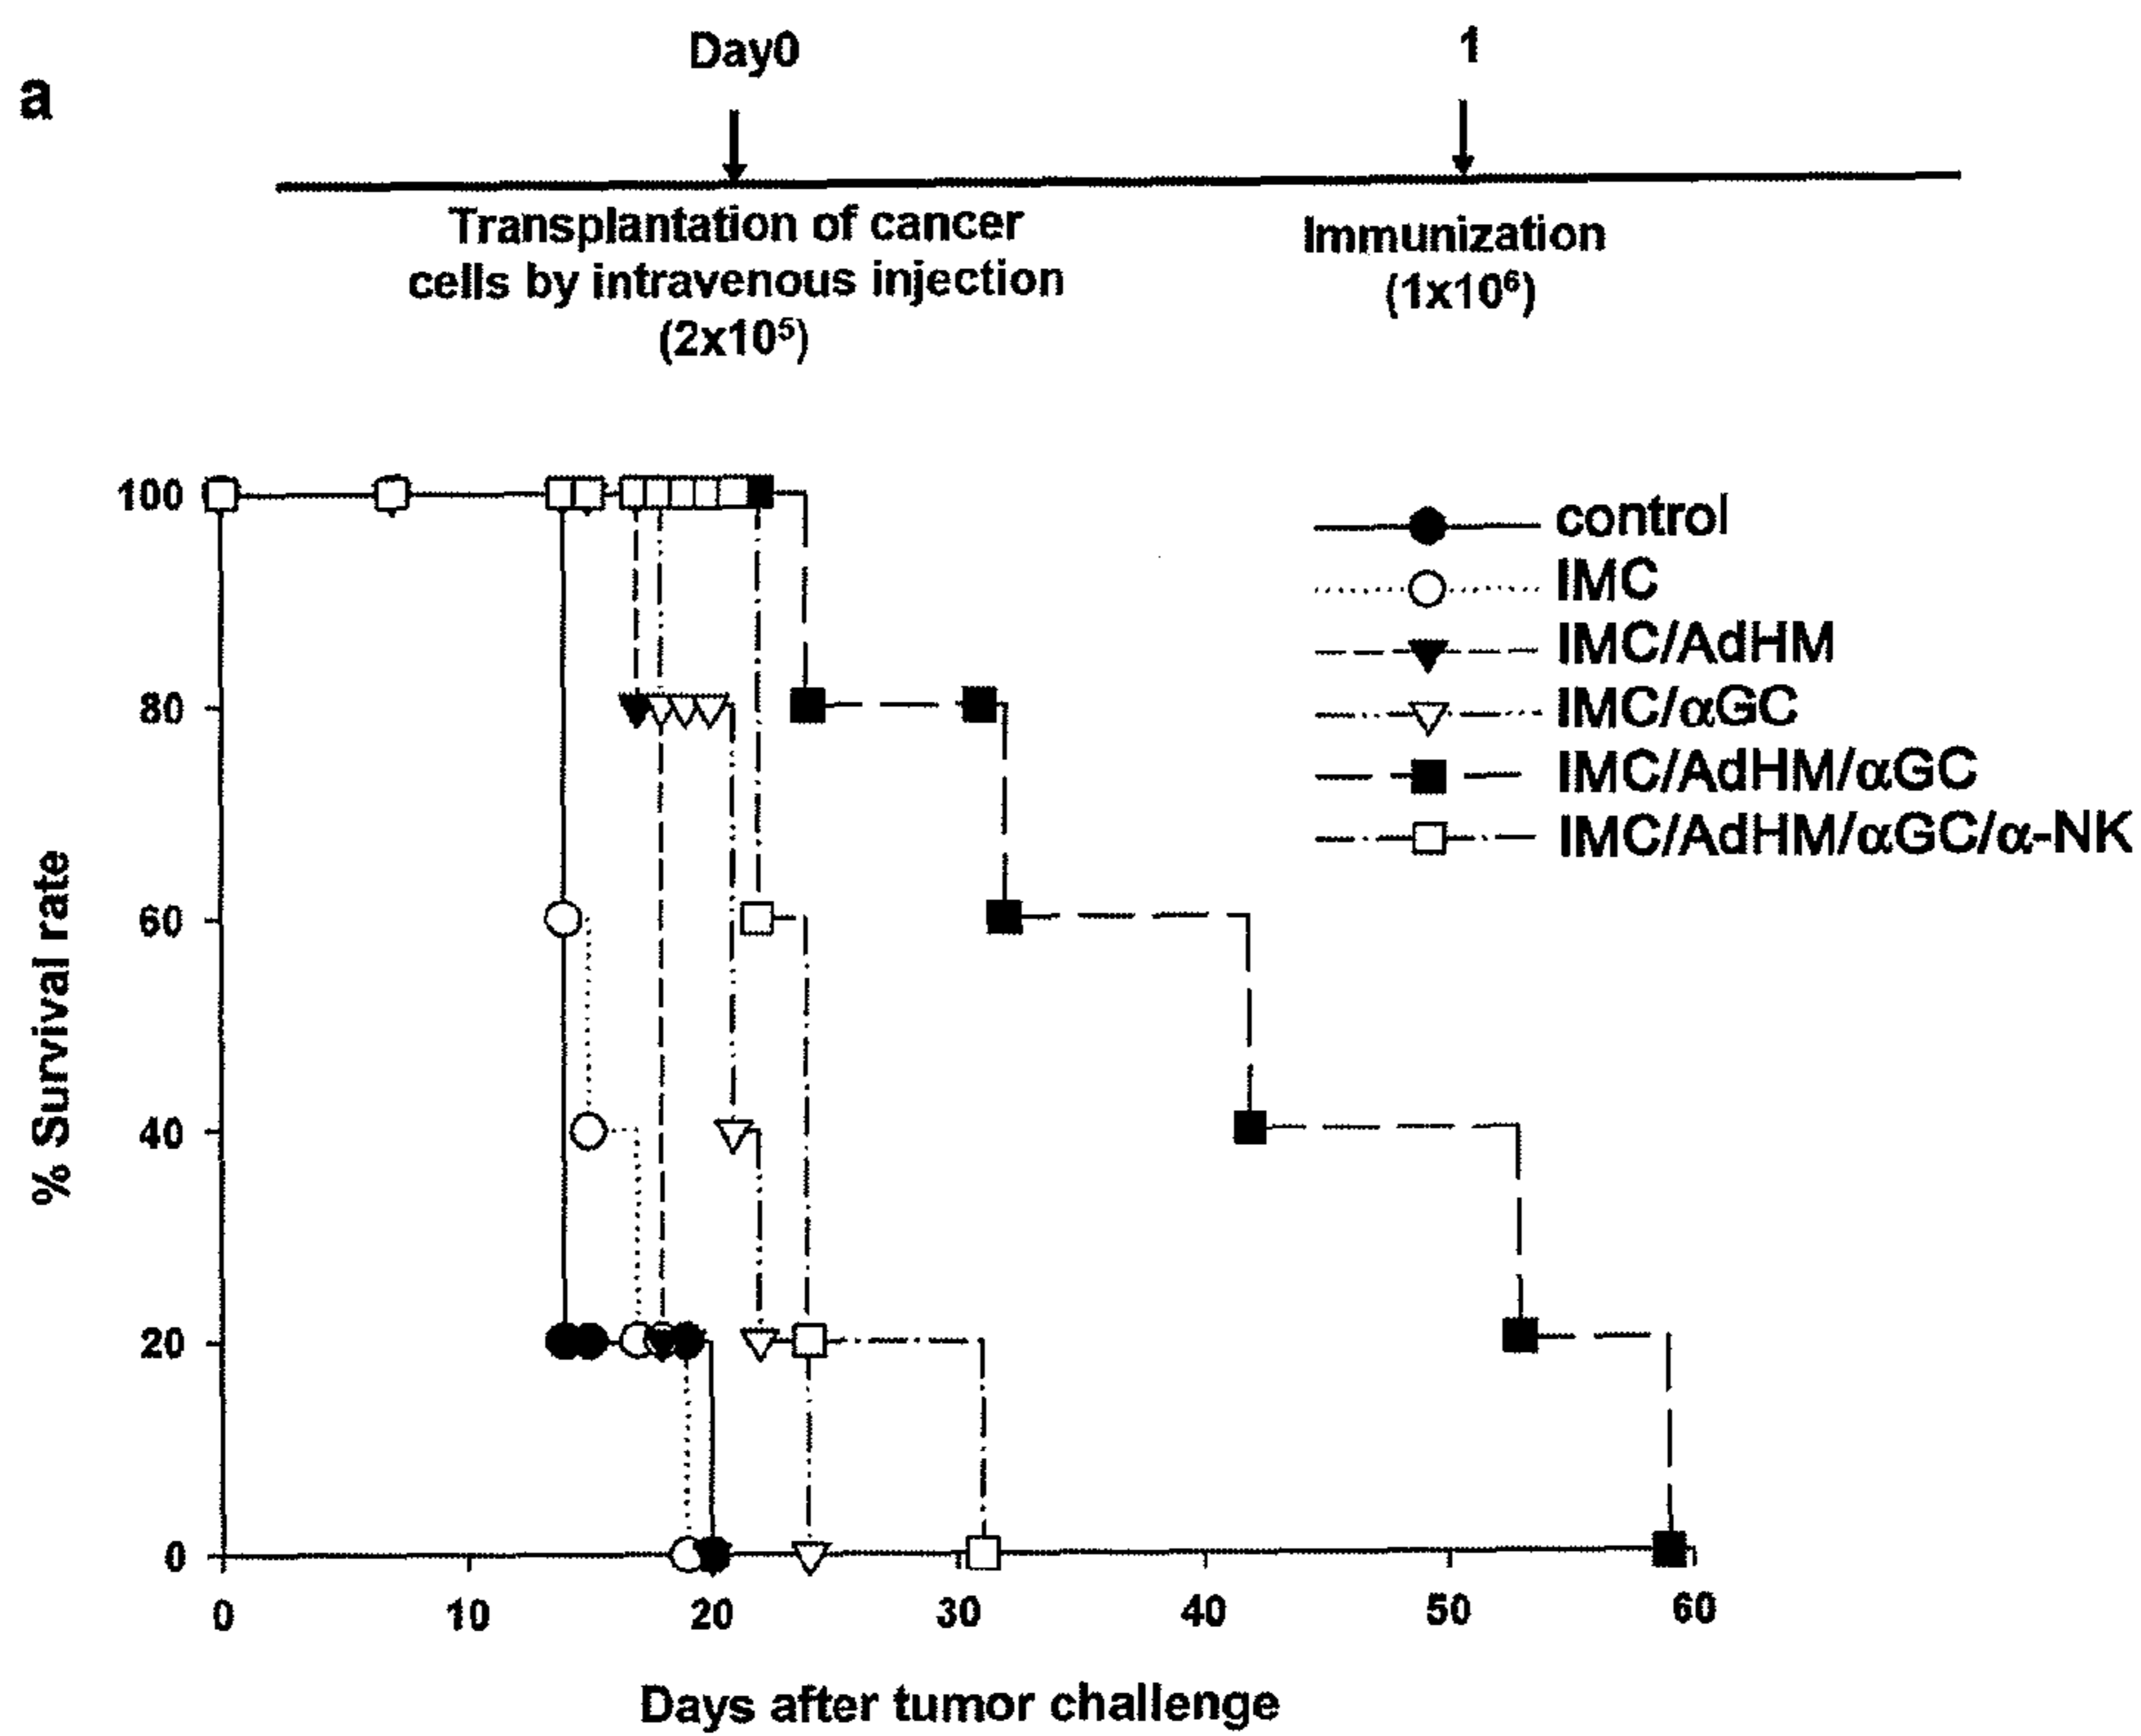 a
Day0
1
Transplantation of cancer
cells by intravenous injection
(2x10⁵)
Immunization
(1x10⁶)
control
IMC
IMC/AdHM
IMC/αGC
IMC/AdHM/αGC
IMC/AdHM/αGC/α-NK
% Survival rate
100
80
60
40
20
0
0 10 20 30 40 50 60
Days after tumor challenge